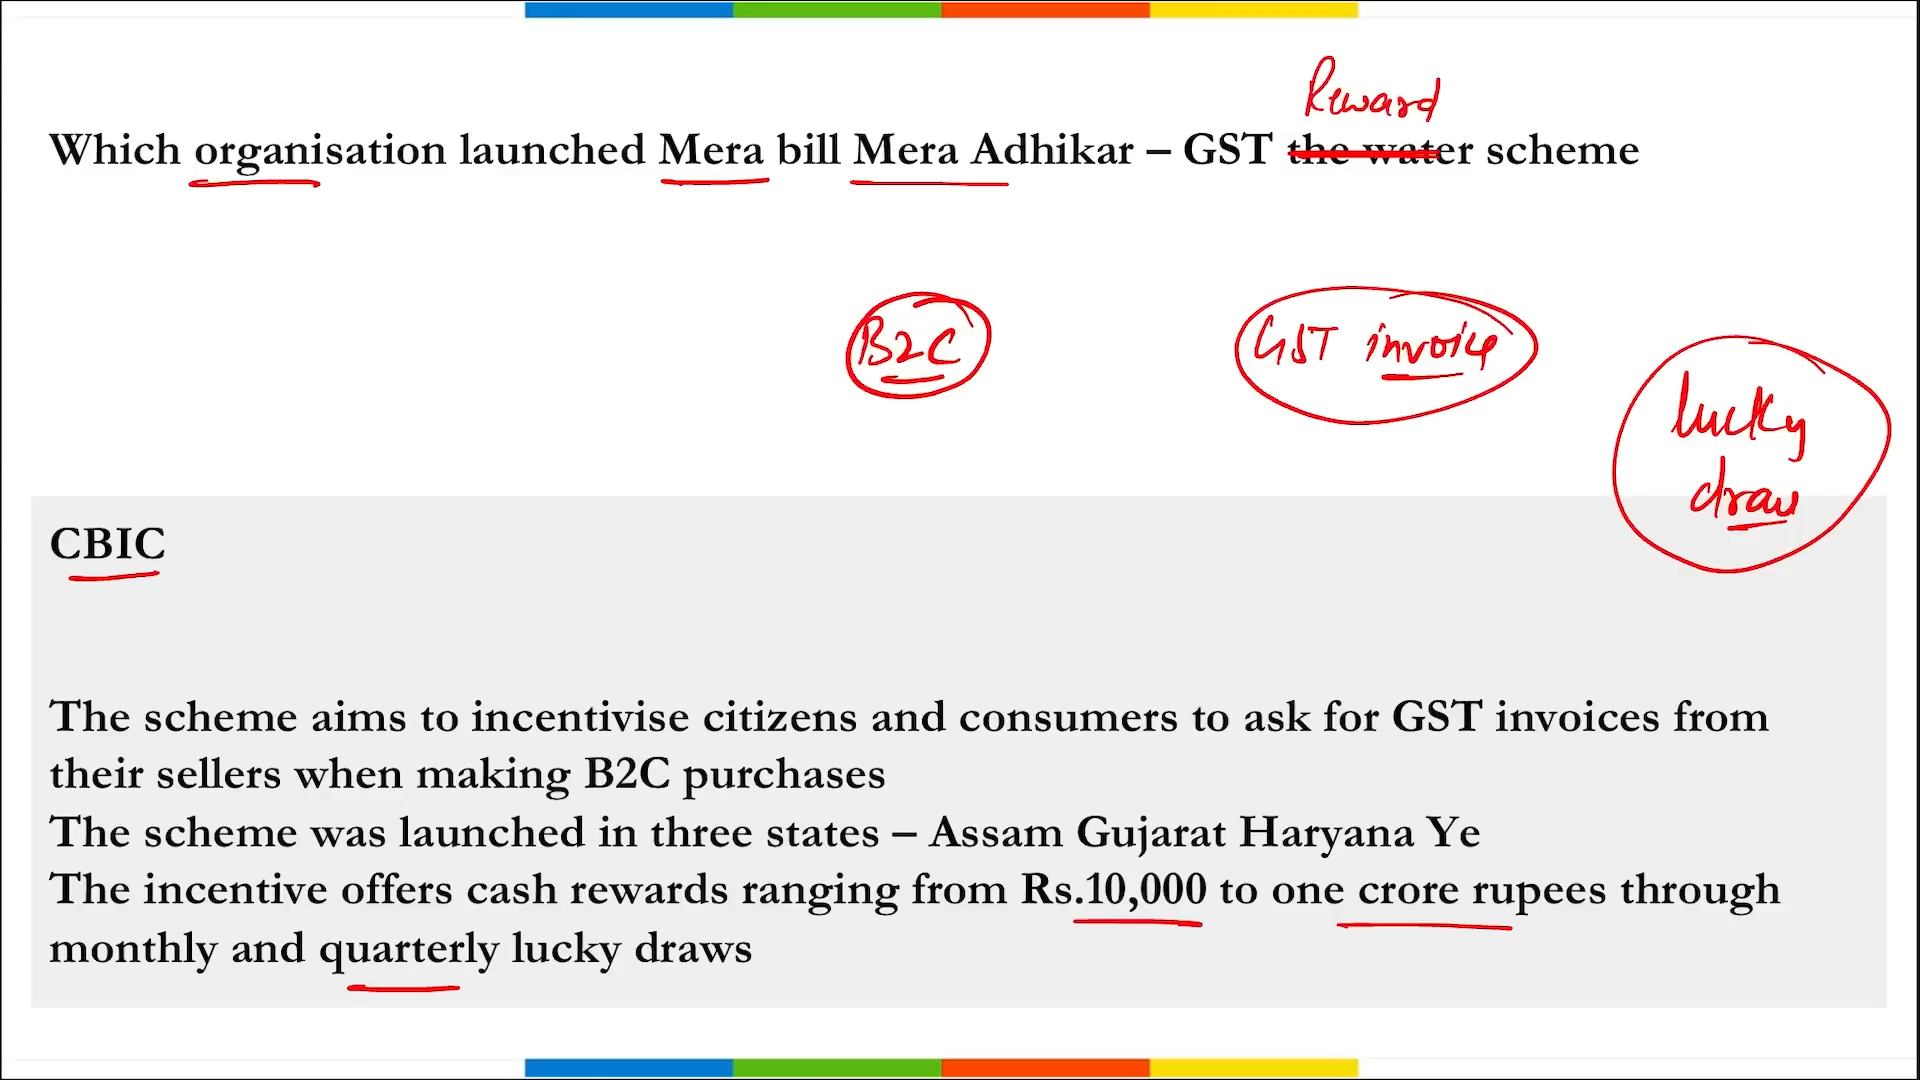 Reward
Which organisation launched Mera bill Mera Adhikar – GST the water scheme
B2C
GST invoice
lucky
draw
CBIC
The scheme aims to incentivise citizens and consumers to ask for GST invoices from
their sellers when making B2C purchases
The scheme was launched in three states – Assam Gujarat Haryana Ye
The incentive offers cash rewards ranging from Rs.10,000 to one crore rupees through
monthly and quarterly lucky draws